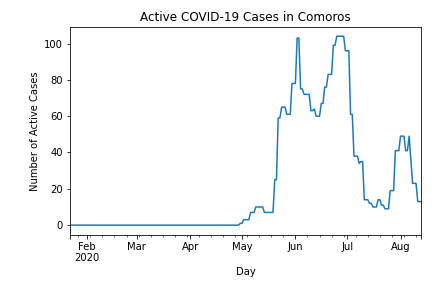 Active COVID-19 Cases in Comoros
Number of Active Cases
100
80
60
40
20
0
Feb Mar Apr May Jun Jul Aug
2020
Day